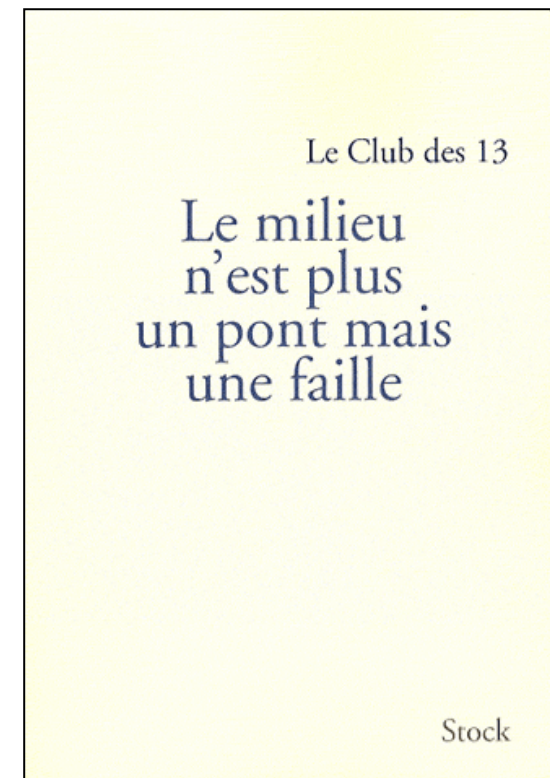 Le Club des 13
Le milieu
n’est plus
un pont mais
une faille
Stock